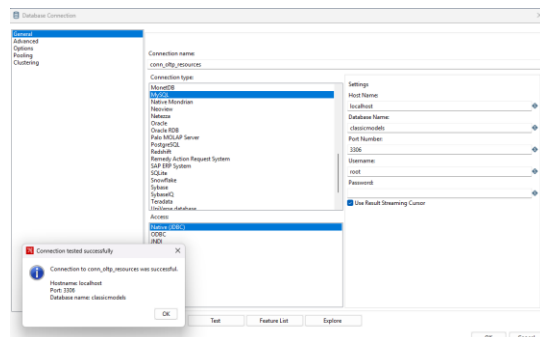 Database Connection
General
Advanced
Options
Pooling
Clustering
Connection name:
conn_oltp_resources
Connection type:
MonetDB
MySQL
Native Mondrian
Neoview
Netezza
Oracle
Oracle RDB
Palo MOLAP Server
PostgreSQL
Redshift
Remedy Action Request System
SAP ERP System
SQLite
Snowflake
Sybase
SybaseIQ
Teradata
UniVerse database
Access:
Native (JDBC)
ODBC
JNDI
Settings
Host Name:
localhost
Database Name:
classicmodels
Port Number:
3306
Username:
root
Password:
Use Result Streaming Cursor
Connection tested successfully
Connection to conn_oltp_resources was successful.
Hostname: localhost
Port: 3306
Database name: classicmodels
OK
Test
Feature List
Explore